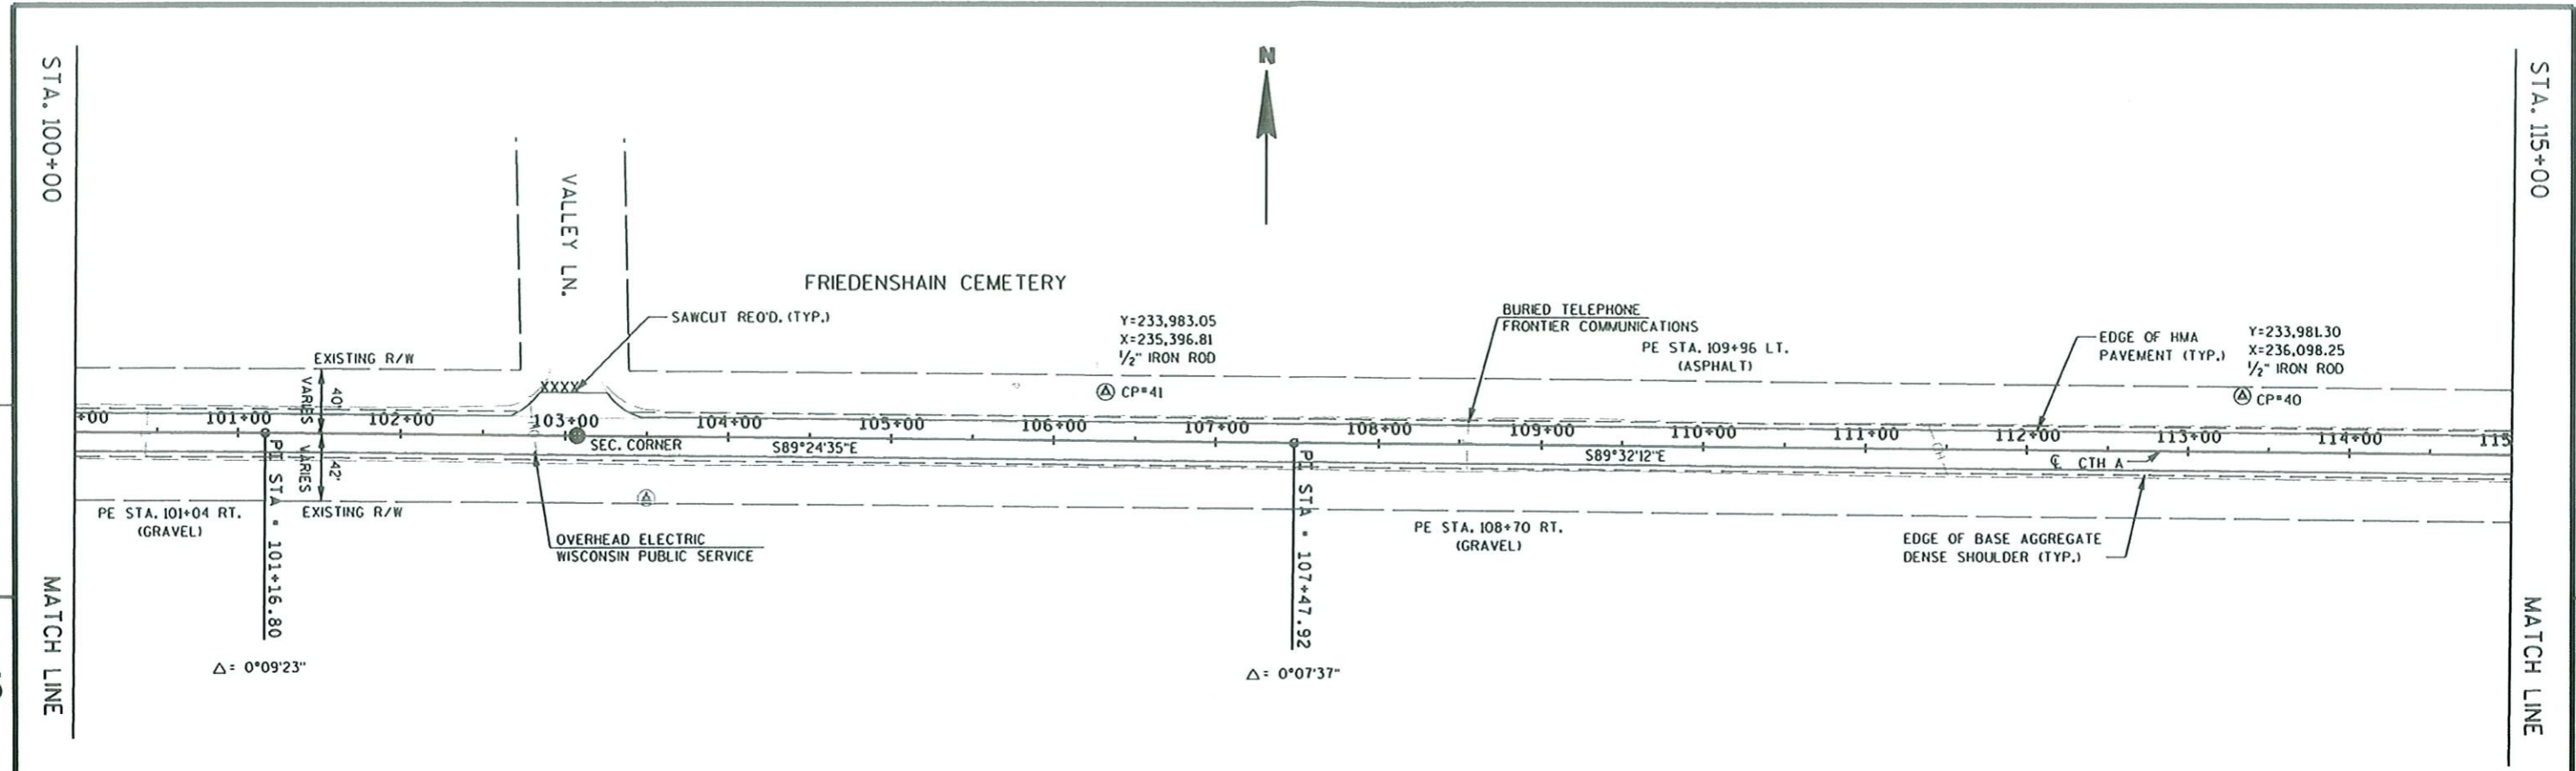 STA. 100+00
MATCH LINE
N
STA. 115+00
MATCH LINE
VALLEY LN.
FRIEDENSHAIN CEMETERY
SAWCUT REO'D. (TYP.)
Y=233,983.05
X=235,396.81
1/2" IRON ROD
CP#41
BURIED TELEPHONE
FRONTIER COMMUNICATIONS
PE STA. 109+96 LT.
(ASPHALT)
EDGE OF HMA
PAVEMENT (TYP.)
Y=233,981.30
X=236,098.25
1/2" IRON ROD
CP#40
EXISTING R/W
VARIES
40'
XXXX
+00 101+00 102+00 103+00 104+00 105+00 106+00 107+00 108+00 109+00 110+00 111+00 112+00 113+00 114+00 115
SEC. CORNER
S89°24'35"E
S89°32'12"E
℄ CTH A
VARIES
42'
EXISTING R/W
PE STA. 101+04 RT.
(GRAVEL)
PI STA = 101+16.80
Δ= 0°09'23"
OVERHEAD ELECTRIC
WISCONSIN PUBLIC SERVICE
PI STA = 107+47.92
Δ= 0°07'37"
PE STA. 108+70 RT.
(GRAVEL)
EDGE OF BASE AGGREGATE
DENSE SHOULDER (TYP.)